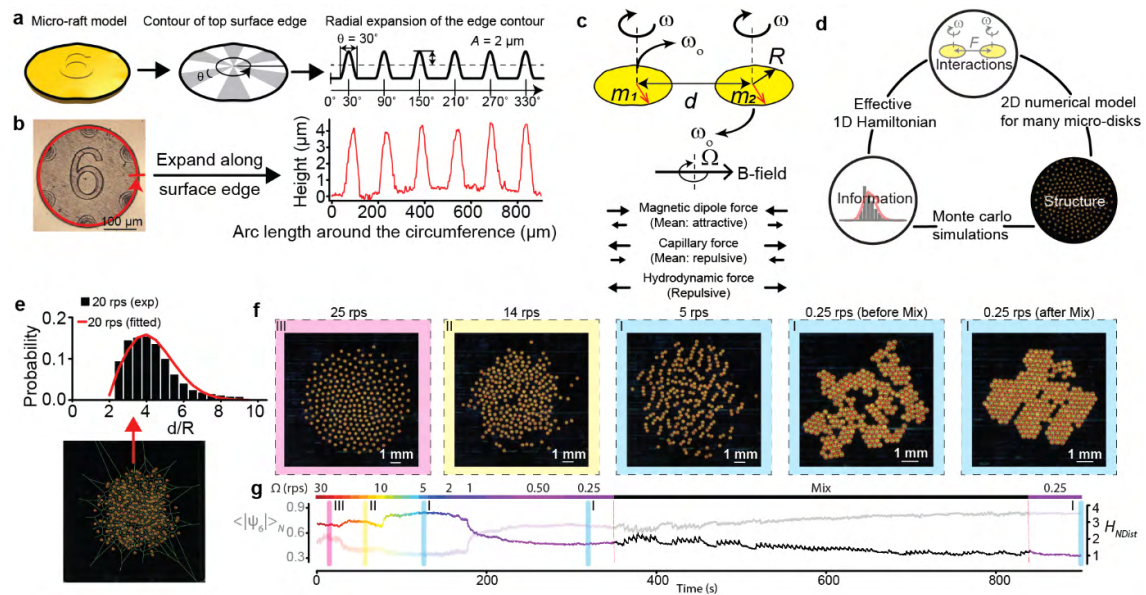 a
Micro-raft model
Contour of top surface edge
Radial expansion of the edge contour
6
θ
θ = 30°
A = 2 µm
0
30°
90°
150°
210°
270°
330°
b
6
100 µm
Expand along
surface edge
Height (µm)
4
3
2
1
0
0
200
400
600
800
Arc length around the circumference (µm)
c
ω
ω
ωo
R
m1
m2
d
ωo
Ω
B-field
Magnetic dipole force
(Mean: attractive)
Capillary force
(Mean: repulsive)
Hydrodynamic force
(Repulsive)
d
ω
ω
F
Interactions
Effective
1D Hamiltonian
2D numerical model
for many micro-disks
Information
Structure
Monte carlo
simulations
e
20 rps (exp)
20 rps (fitted)
Probability
0.2
0.1
0.0
0
2
4
6
8
10
d/R
f
25 rps
14 rps
5 rps
0.25 rps (before Mix)
0.25 rps (after Mix)
III
II
I
I
I
1 mm
1 mm
1 mm
1 mm
1 mm
g
Ω (rps)
30
10
5
2
1
0.50
0.25
Mix
0.25
III
II
I
I
I
<|ψ6|>N
0.9
0.6
0.3
4
3
2
1
HNDist
0
200
400
600
800
Time (s)